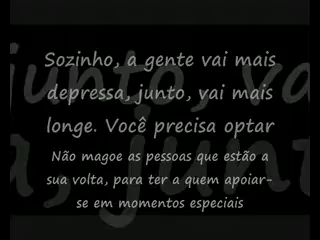 Sozinho, a gente vai mais
depressa, junto, vai mais
longe. Você precisa optar
Não magoe as pessoas que estão a
sua volta, para ter a quem apoiar-
se em momentos especiais